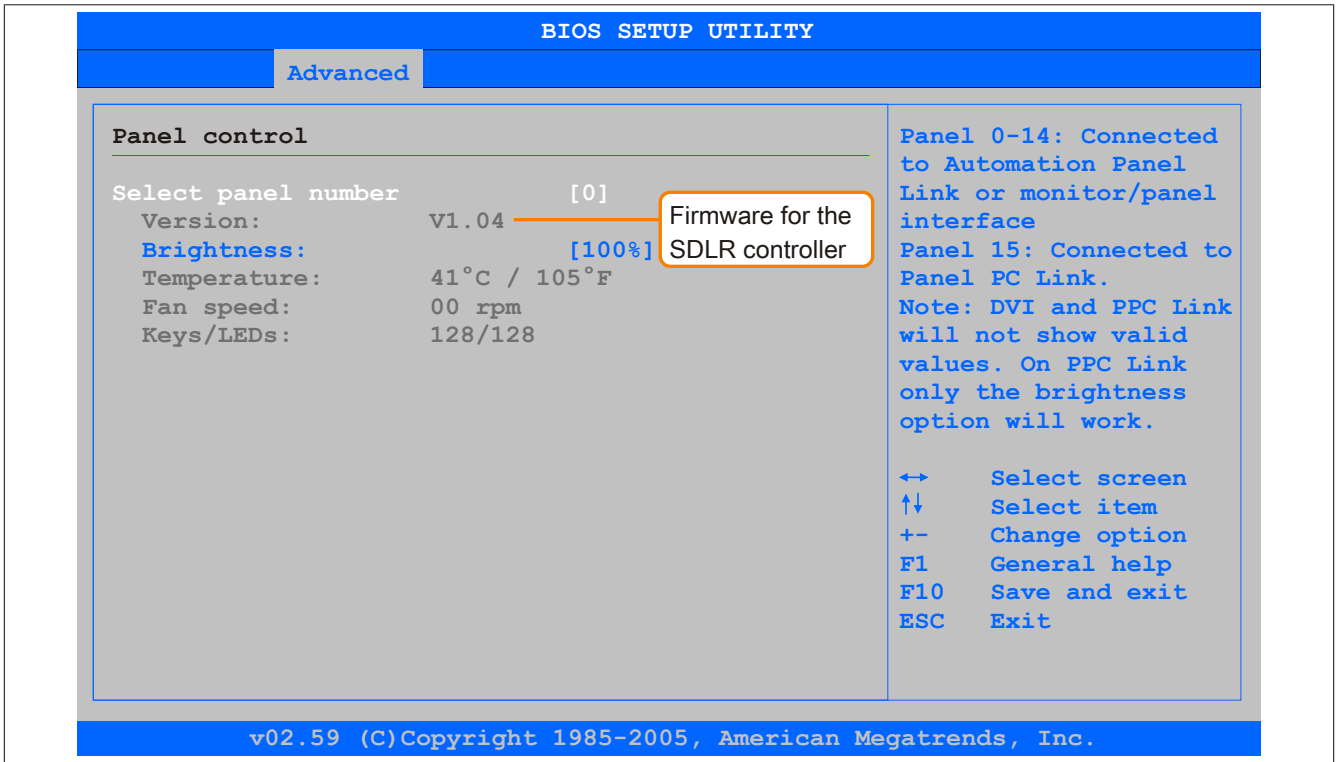 BIOS SETUP UTILITY
Advanced
Panel control
Select panel number [0]
Version: V1.04
Firmware for the
SDLR controller
Brightness: [100%]
Temperature: 41°C / 105°F
Fan speed: 00 rpm
Keys/LEDs: 128/128
Panel 0-14: Connected
to Automation Panel
Link or monitor/panel
interface
Panel 15: Connected to
Panel PC Link.
Note: DVI and PPC Link
will not show valid
values. On PPC Link
only the brightness
option will work.
↔ Select screen
↑↓ Select item
+- Change option
F1 General help
F10 Save and exit
ESC Exit
v02.59 (C)Copyright 1985-2005, American Megatrends, Inc.